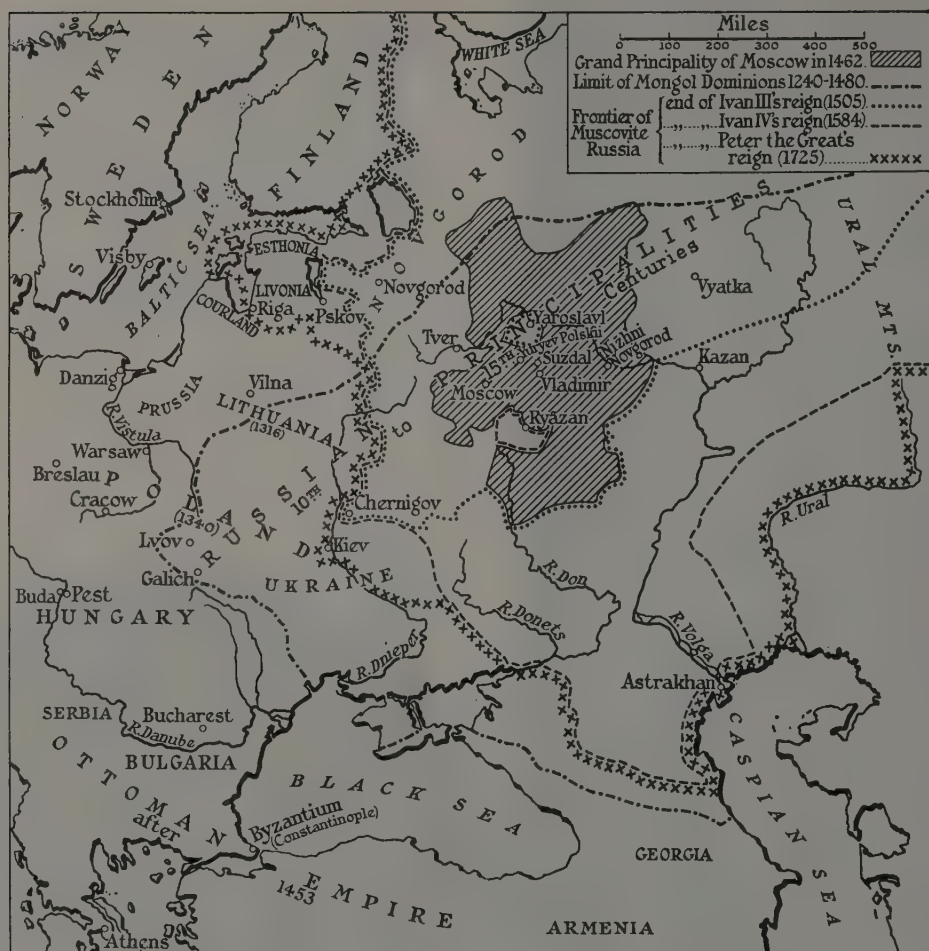 Miles
0 100 200 300 400 500
Grand Principality of Moscow in 1462.
Limit of Mongol Dominions 1240-1480.
Frontier of Muscovite Russia
end of Ivan III's reign (1505)
„ „ Ivan IV's reign (1584)
„ „ Peter the Great's
reign (1725)
NORWAY
SWEDEN
FINLAND
WHITE SEA
NOVGOROD
Stockholm
Visby
BALTIC SEA
ESTHONIA
LIVONIA
COURLAND
Riga
Pskov
Novgorod
Tver
RUSSIAN PRINCIPALITIES
10TH to 15TH Centuries
Yaroslavl
Yuryev Polskii
Suzdal
Nizhni
Novgorod
Moscow
Vladimir
Ryazan
Vyatka
Kazan
URAL MTS.
Danzig
PRUSSIA
R. Vistula
Vilna
LITHUANIA
(1316)
Warsaw
Breslau
Cracow
POLAND
(1340)
Lvov
Galich
Chernigov
Kiev
UKRAINE
R. Don
R. Donets
R. Dnieper
R. Volga
R. Ural
Astrakhan
Buda
Pest
HUNGARY
SERBIA
Bucharest
R. Danube
BULGARIA
OTTOMAN EMPIRE
after 1453
BLACK SEA
Byzantium
(Constantinople)
CASPIAN SEA
GEORGIA
ARMENIA
Athens